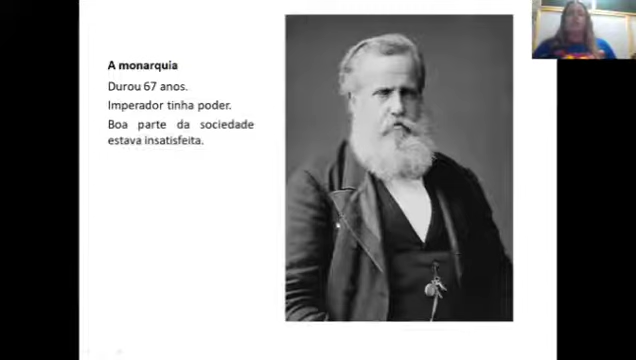 A monarquia
Durou 67 anos.
Imperador tinha poder.
Boa parte da sociedade
estava insatisfeita.